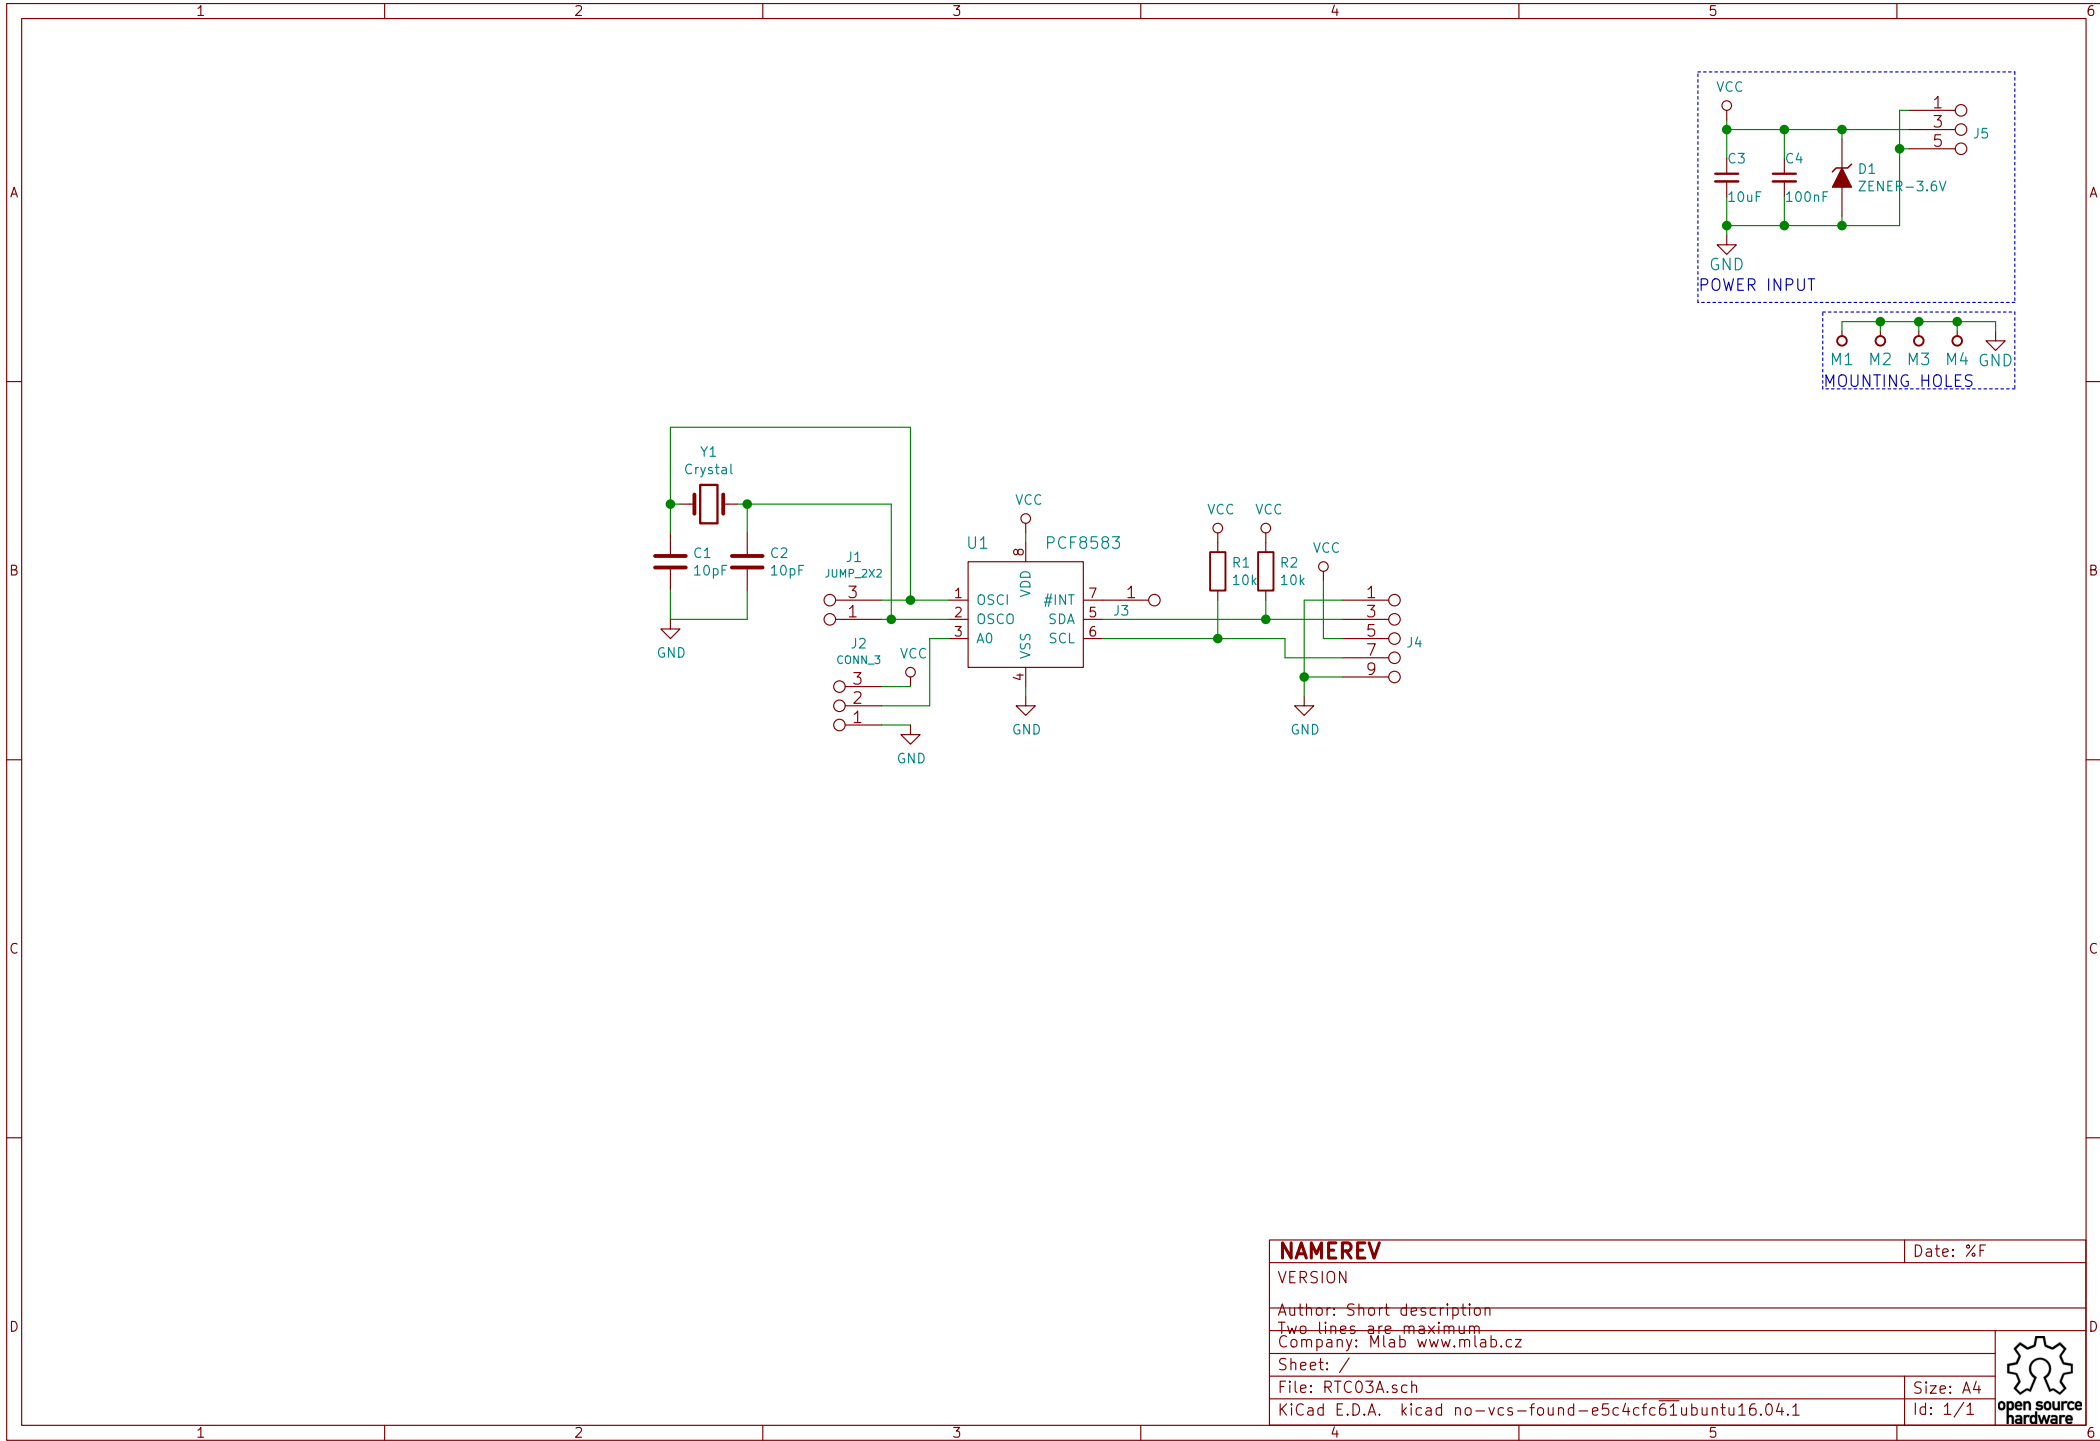 1 2 3 4 5 6
A A
B B
C C
D D
VCC
1
3
5
J5
C3
10uF
C4
100nF
D1
ZENER-3.6V
GND
POWER INPUT
M1 M2 M3 M4 GND
MOUNTING HOLES
Y1
Crystal
C1
10pF
C2
10pF
GND
J1
JUMP_2X2
3
1
J2
CONN_3
3
2
1
VCC
GND
VCC
U1 PCF8583
8
VDD
1 OSCI
2 OSCO
3 A0
#INT 7
SDA 5
SCL 6
VSS
4
GND
1
J3
VCC VCC
R1
10k
R2
10k
VCC
1
3
5
7
9
J4
GND
NAMEREV
Date: %F
VERSION
Author: Short description
Two lines are maximum
Company: Mlab www.mlab.cz
Sheet: /
File: RTC03A.sch
Size: A4
KiCad E.D.A. kicad no-vcs-found-e5c4cfc61ubuntu16.04.1
Id: 1/1
open source
hardware
1 2 3 4 5 6